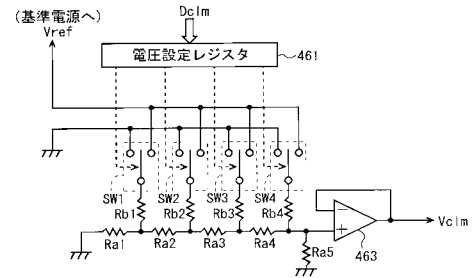 (基準電源へ)
Vref
Dclm
電圧設定レジスタ
461
SW1 SW2 SW3 SW4
Rb1 Rb2 Rb3 Rb4
Ra1 Ra2 Ra3 Ra4 Ra5
− +
463
Vclm